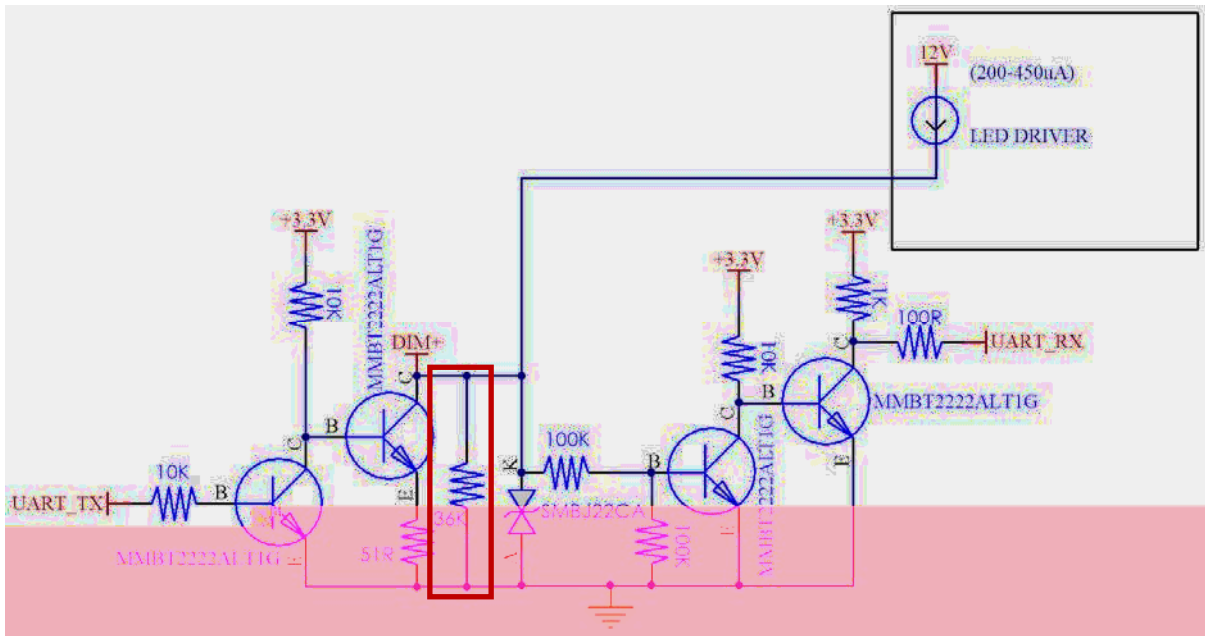 12V
(200-450uA)
LED DRIVER
+3.3V
10K
MMBT2222ALT1G
DIM+
C
B
C
E
36K
51R
10K
UART_TX
B
E
MMBT2222ALT1G
K
100K
SMBJ22CA
A
B
100K
+3.3V
10K
C
E
MMBT2222ALT1G
B
+3.3V
1K
C
100R
UART_RX
MMBT2222ALT1G
E